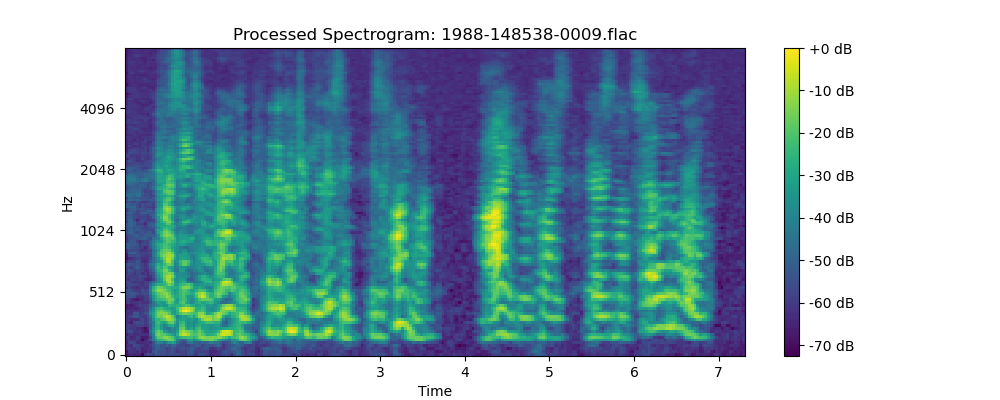 Processed Spectrogram: 1988-148538-0009.flac
Hz
4096
2048
1024
512
0
0 1 2 3 4 5 6 7
Time
+0 dB
-10 dB
-20 dB
-30 dB
-40 dB
-50 dB
-60 dB
-70 dB